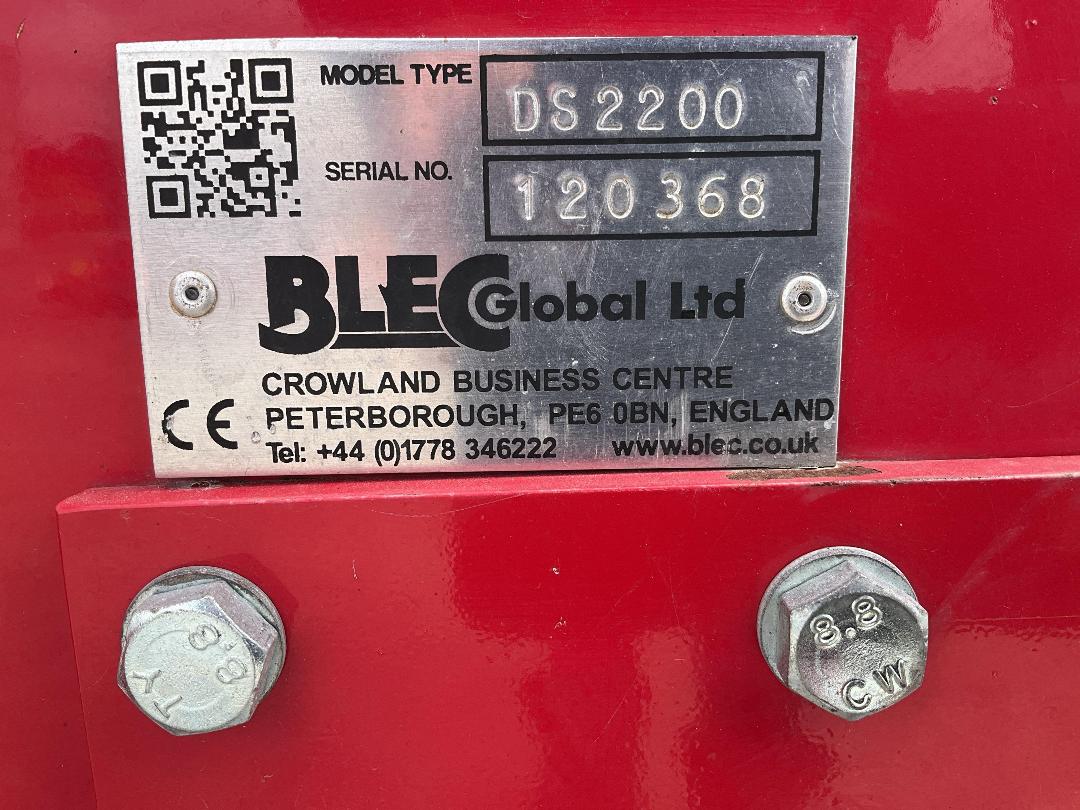 MODEL TYPE DS2200
SERIAL NO. 120368
BLEC Global Ltd
CROWLAND BUSINESS CENTRE
PETERBOROUGH, PE6 0BN, ENGLAND
CE
Tel: +44 (0)1778 346222 www.blec.co.uk
8.8
TY
8.8
CW